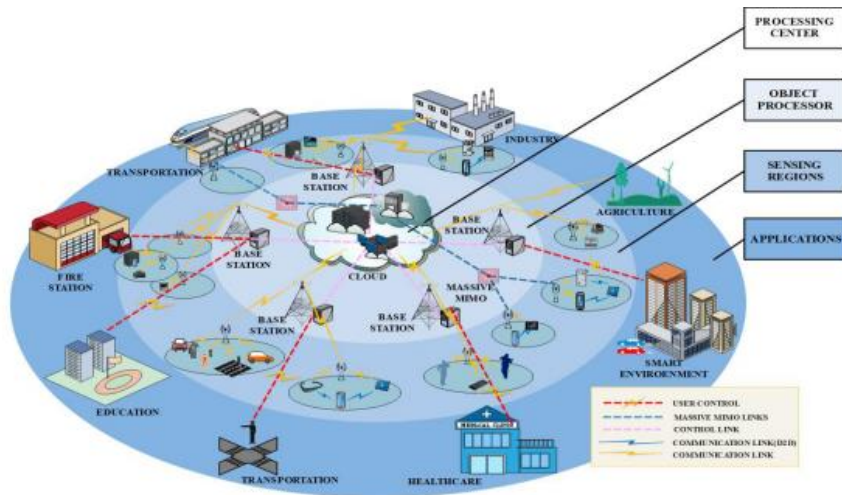 PROCESSING
CENTER
OBJECT
PROCESSOR
SENSING
REGIONS
APPLICATIONS
INDUSTRY
TRANSPORTATION
BASE
STATION
AGRICULTURE
BASE
STATION
BASE
STATION
FIRE
STATION
CLOUD
MASSIVE
MIMO
BASE
STATION
BASE
STATION
SMART
ENVIROENMENT
EDUCATION
MEDICAL CLINIC
TRANSPORTATION
HEALTHCARE
USER CONTROL
MASSIVE MIMO LINKS
CONTROL LINK
COMMUNICATION LINK(D2D)
COMMUNICATION LINK